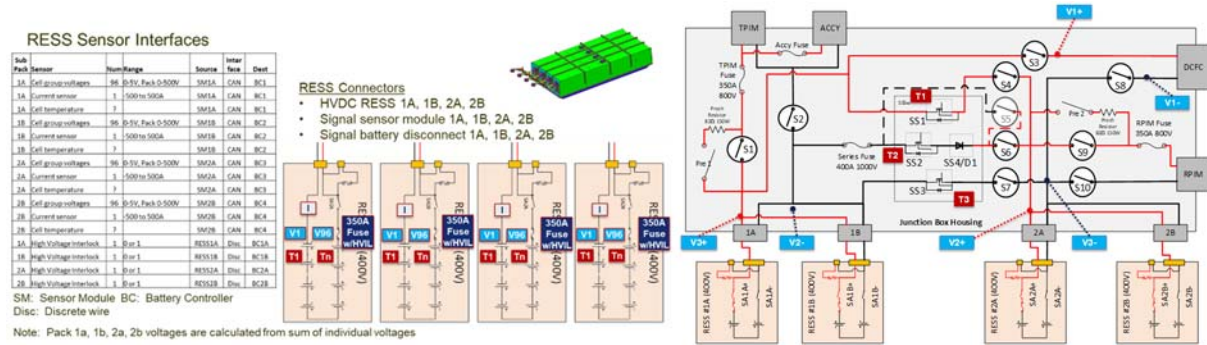 RESS Sensor Interfaces
Sub Pack Sensor Num Range Source Inter face Dest
1A Cell group voltages 96 0-5V, Pack 0-500V SM1A CAN BC1
1A Current sensor 1 -500 to 500A SM1A CAN BC1
1A Cell temperature ? SM1A CAN BC1
1B Cell group voltages 96 0-5V, Pack 0-500V SM1B CAN BC2
1B Current sensor 1 -500 to 500A SM1B CAN BC2
1B Cell temperature ? SM1B CAN BC2
2A Cell group voltages 96 0-5V, Pack 0-500V SM2A CAN BC3
2A Current sensor 1 -500 to 500A SM2A CAN BC3
2A Cell temperature ? SM2A CAN BC3
2B Cell group voltages 96 0-5V, Pack 0-500V SM2B CAN BC4
2B Current sensor 1 -500 to 500A SM2B CAN BC4
2B Cell temperature ? SM2B CAN BC4
1A High Voltage Interlock 1 0 or 1 RESS1A Disc BC1A
1B High Voltage Interlock 1 0 or 1 RESS1B Disc BC1B
2A High Voltage Interlock 1 0 or 1 RESS2A Disc BC2A
2B High Voltage Interlock 1 0 or 1 RESS2B Disc BC2B
SM: Sensor Module BC: Battery Controller
Disc: Discrete wire
Note: Pack 1a, 1b, 2a, 2b voltages are calculated from sum of individual voltages
RESS Connectors
• HVDC RESS 1A, 1B, 2A, 2B
• Signal sensor module 1A, 1B, 2A, 2B
• Signal battery disconnect 1A, 1B, 2A, 2B
I
V1 V96
T1 Tn
350A Fuse w/HVIL
(400V)
I
V1 V96
T1 Tn
350A Fuse w/HVIL
(400V)
I
V1 V96
T1 Tn
350A Fuse w/HVIL
(400V)
I
V1 V96
T1 Tn
350A Fuse w/HVIL
(400V)
V1+
TPIM
ACCY
Accy Fuse
TPIM Fuse 350A 800V
DCFC
S3
S4
S8
V1-
T1
SS1
S5
S2
S1
Pre 1
Pre 2
RPIM Fuse 350A 800V
T2
SS2
SS4/D1
S6
S9
Series Fuse 400A 1000V
SS3
T3
S7
S10
RPIM
Junction Box Housing
V3+
1A
V2-
1B
V2+
2A
V3-
2B
RESS #1A (400V)
SA1A+
SA1A-
RESS #1B (400V)
SA1B+
SA1B-
RESS #2A (400V)
SA2A+
SA2A-
RESS #2B (400V)
SA2B+
SA2B-